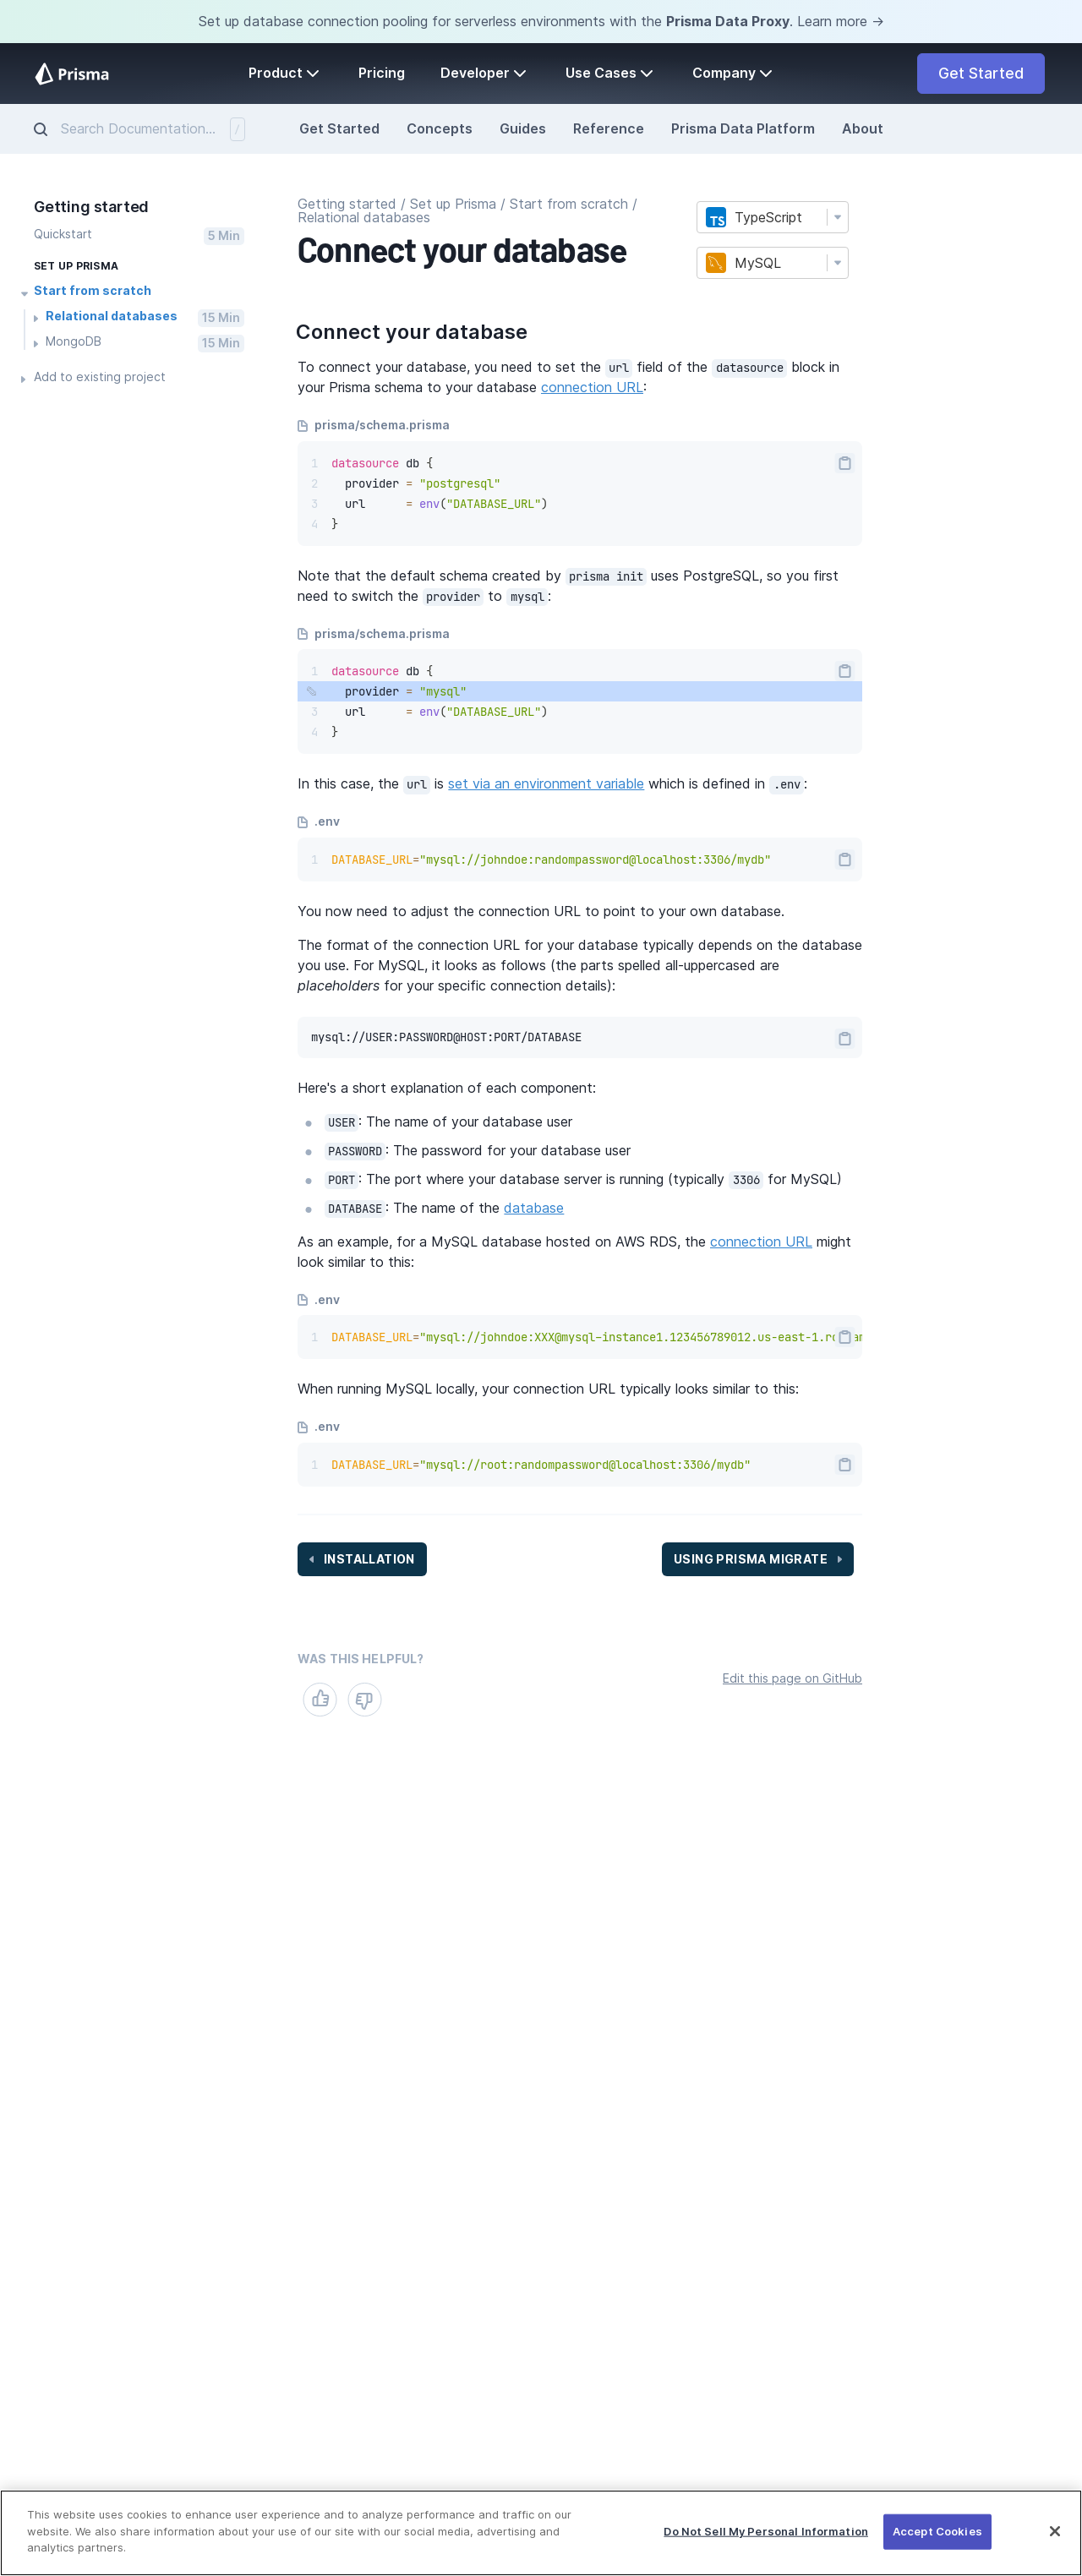 Set up database connection pooling for serverless environments with the Prisma Data Proxy. Learn more →
Prisma
Product
Pricing
Developer
Use Cases
Company
Get Started
Search Documentation...
/
Get Started
Concepts
Guides
Reference
Prisma Data Platform
About
Getting started
Quickstart
5 Min
SET UP PRISMA
Start from scratch
Relational databases
15 Min
MongoDB
15 Min
Add to existing project
Getting started / Set up Prisma / Start from scratch /
Relational databases
Connect your database
TS TypeScript
MySQL
Connect your database
To connect your database, you need to set the url field of the datasource block in
your Prisma schema to your database connection URL:
prisma/schema.prisma
1 datasource db {
2 provider = "postgresql"
3 url = env("DATABASE_URL")
4 }
Note that the default schema created by prisma init uses PostgreSQL, so you first
need to switch the provider to mysql:
prisma/schema.prisma
1 datasource db {
✎ provider = "mysql"
3 url = env("DATABASE_URL")
4 }
In this case, the url is set via an environment variable which is defined in .env:
.env
1 DATABASE_URL="mysql://johndoe:randompassword@localhost:3306/mydb"
You now need to adjust the connection URL to point to your own database.
The format of the connection URL for your database typically depends on the database
you use. For MySQL, it looks as follows (the parts spelled all-uppercased are
placeholders for your specific connection details):
mysql://USER:PASSWORD@HOST:PORT/DATABASE
Here's a short explanation of each component:
USER: The name of your database user
PASSWORD: The password for your database user
PORT: The port where your database server is running (typically 3306 for MySQL)
DATABASE: The name of the database
As an example, for a MySQL database hosted on AWS RDS, the connection URL might
look similar to this:
.env
1 DATABASE_URL="mysql://johndoe:XXX@mysql-instance1.123456789012.us-east-1.
When running MySQL locally, your connection URL typically looks similar to this:
.env
1 DATABASE_URL="mysql://root:randompassword@localhost:3306/mydb"
INSTALLATION
USING PRISMA MIGRATE
WAS THIS HELPFUL?
Edit this page on GitHub
This website uses cookies to enhance user experience and to analyze performance and traffic on our
website. We also share information about your use of our site with our social media, advertising and
analytics partners.
Do Not Sell My Personal Information
Accept Cookies